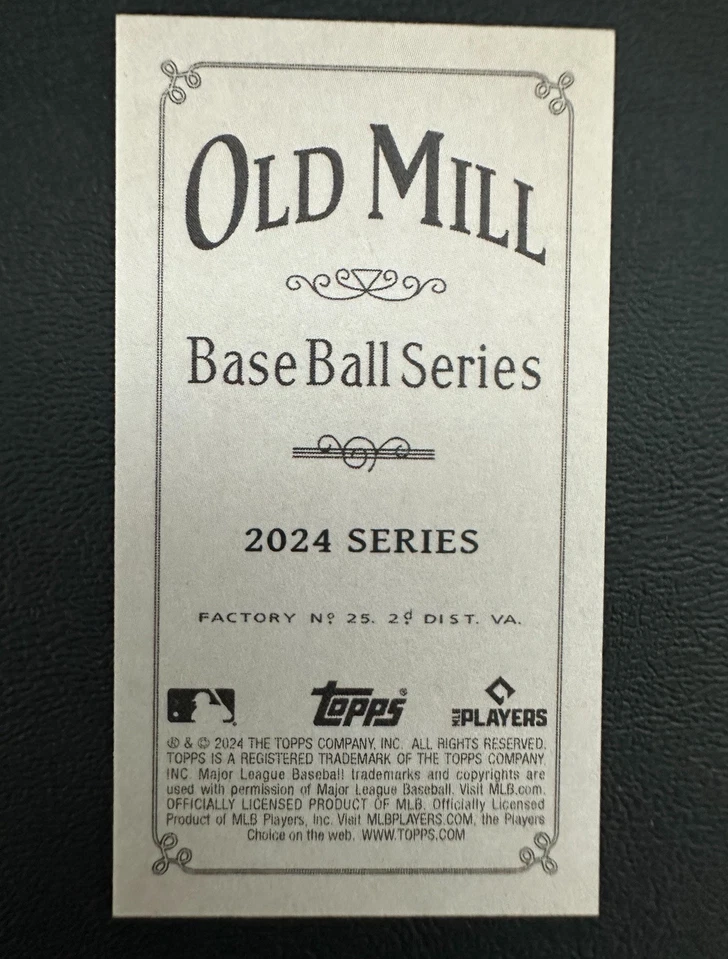 OLD MILL
Base Ball Series
2024 SERIES
FACTORY Nº 25. 2ᵈ DIST. VA.
topps®
MLB PLAYERS
® & © 2024 THE TOPPS COMPANY, INC. ALL RIGHTS RESERVED.
TOPPS IS A REGISTERED TRADEMARK OF THE TOPPS COMPANY,
INC. Major League Baseball trademarks and copyrights are
used with permission of Major League Baseball. Visit MLB.com.
OFFICIALLY LICENSED PRODUCT OF MLB. Officially Licensed
Product of MLB Players, Inc. Visit MLBPLAYERS.COM, the Players
Choice on the web. WWW.TOPPS.COM